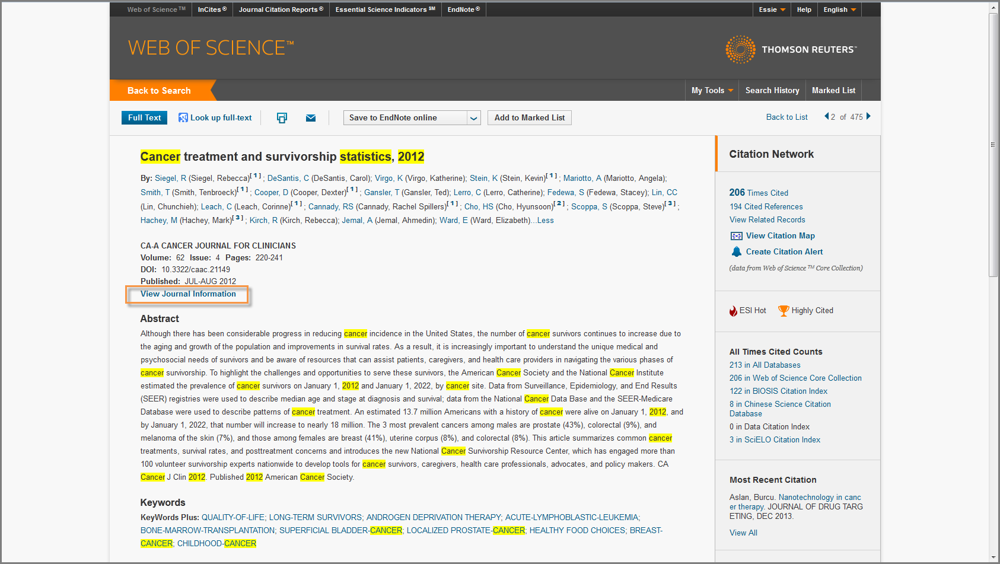 Web of Science™ InCites® Journal Citation Reports® Essential Science Indicators℠ EndNote® Essie Help English
WEB OF SCIENCE™
THOMSON REUTERS™
Back to Search My Tools Search History Marked List
Full Text Look up full-text Save to EndNote online Add to Marked List Back to List 2 of 475
Cancer treatment and survivorship statistics, 2012
By: Siegel, R (Siegel, Rebecca)[ 1 ] ; DeSantis, C (DeSantis, Carol); Virgo, K (Virgo, Katherine); Stein, K (Stein, Kevin)[ 1 ] ; Mariotto, A (Mariotto, Angela);
Smith, T (Smith, Tenbroeck)[ 1 ] ; Cooper, D (Cooper, Dexter)[ 1 ] ; Gansler, T (Gansler, Ted); Lerro, C (Lerro, Catherine); Fedewa, S (Fedewa, Stacey); Lin, CC
(Lin, Chunchieh); Leach, C (Leach, Corinne)[ 1 ] ; Cannady, RS (Cannady, Rachel Spillers)[ 1 ] ; Cho, HS (Cho, Hyunsoon)[ 2 ] ; Scoppa, S (Scoppa, Steve)[ 3 ] ;
Hachey, M (Hachey, Mark)[ 3 ] ; Kirch, R (Kirch, Rebecca); Jemal, A (Jemal, Ahmedin); Ward, E (Ward, Elizabeth)...Less
CA-A CANCER JOURNAL FOR CLINICIANS
Volume: 62 Issue: 4 Pages: 220-241
DOI: 10.3322/caac.21149
Published: JUL-AUG 2012
View Journal Information
Abstract
Although there has been considerable progress in reducing cancer incidence in the United States, the number of cancer survivors continues to increase due to
the aging and growth of the population and improvements in survival rates. As a result, it is increasingly important to understand the unique medical and
psychosocial needs of survivors and be aware of resources that can assist patients, caregivers, and health care providers in navigating the various phases of
cancer survivorship. To highlight the challenges and opportunities to serve these survivors, the American Cancer Society and the National Cancer Institute
estimated the prevalence of cancer survivors on January 1, 2012 and January 1, 2022, by cancer site. Data from Surveillance, Epidemiology, and End Results
(SEER) registries were used to describe median age and stage at diagnosis and survival; data from the National Cancer Data Base and the SEER-Medicare
Database were used to describe patterns of cancer treatment. An estimated 13.7 million Americans with a history of cancer were alive on January 1, 2012, and
by January 1, 2022, that number will increase to nearly 18 million. The 3 most prevalent cancers among males are prostate (43%), colorectal (9%), and
melanoma of the skin (7%), and those among females are breast (41%), uterine corpus (8%), and colorectal (8%). This article summarizes common cancer
treatments, survival rates, and posttreatment concerns and introduces the new National Cancer Survivorship Resource Center, which has engaged more than
100 volunteer survivorship experts nationwide to develop tools for cancer survivors, caregivers, health care professionals, advocates, and policy makers. CA
Cancer J Clin 2012. Published 2012 American Cancer Society.
Keywords
KeyWords Plus: QUALITY-OF-LIFE; LONG-TERM SURVIVORS; ANDROGEN DEPRIVATION THERAPY; ACUTE-LYMPHOBLASTIC-LEUKEMIA;
BONE-MARROW-TRANSPLANTATION; SUPERFICIAL BLADDER-CANCER; LOCALIZED PROSTATE-CANCER; HEALTHY FOOD CHOICES; BREAST-
CANCER; CHILDHOOD-CANCER
Citation Network
206 Times Cited
194 Cited References
View Related Records
View Citation Map
Create Citation Alert
(data from Web of Science™ Core Collection)
ESI Hot Highly Cited
All Times Cited Counts
213 in All Databases
206 in Web of Science Core Collection
122 in BIOSIS Citation Index
8 in Chinese Science Citation
Database
0 in Data Citation Index
3 in SciELO Citation Index
Most Recent Citation
Aslan, Burcu. Nanotechnology in canc
er therapy. JOURNAL OF DRUG TARG
ETING, DEC 2013.
View All